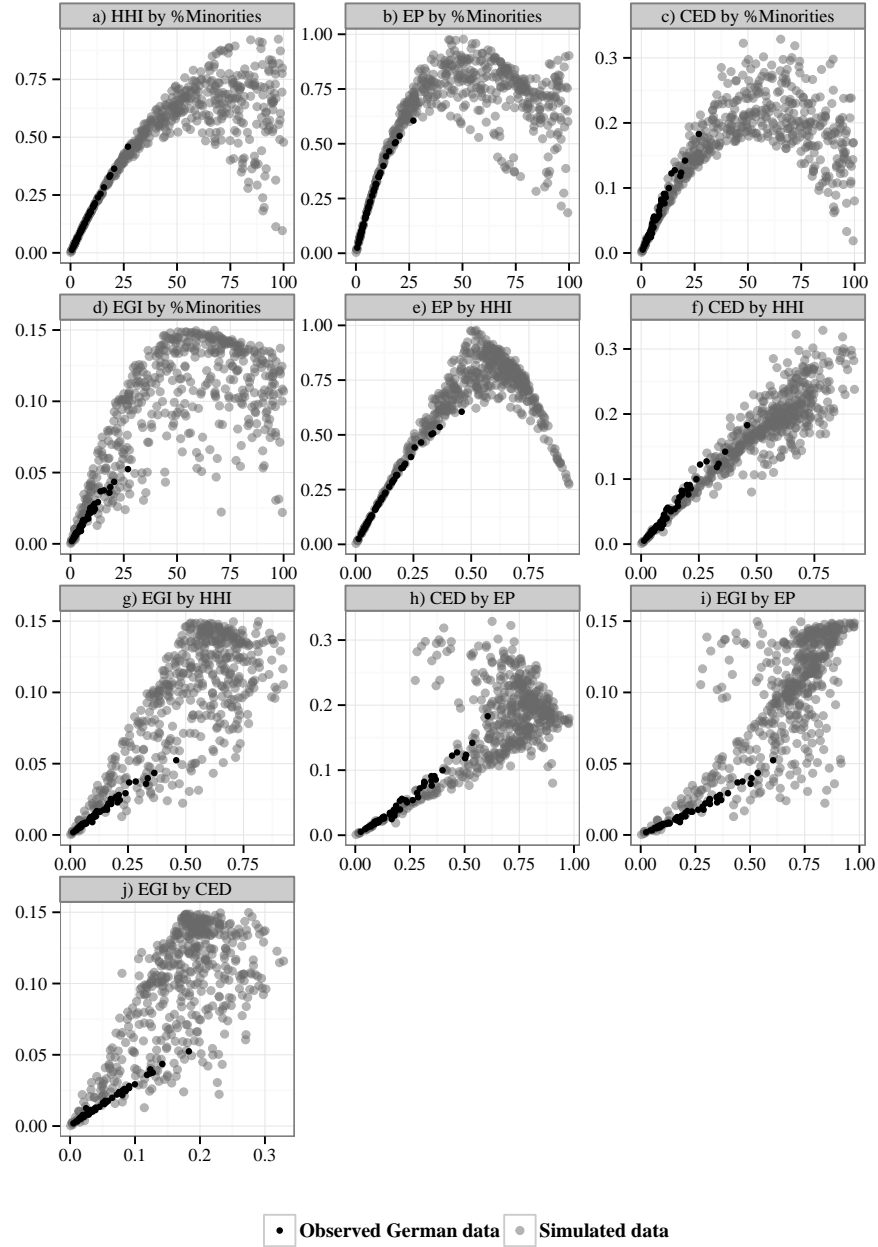 a) HHI by %Minorities
b) EP by %Minorities
c) CED by %Minorities
0.75
0.50
0.25
0.00
1.00
0.75
0.50
0.25
0.00
0.3
0.2
0.1
0.0
0 25 50 75 100
0 25 50 75 100
0 25 50 75 100
d) EGI by %Minorities
e) EP by HHI
f) CED by HHI
0.15
0.10
0.05
0.00
1.00
0.75
0.50
0.25
0.00
0.3
0.2
0.1
0.0
0 25 50 75 100
0.00 0.25 0.50 0.75
0.00 0.25 0.50 0.75
g) EGI by HHI
h) CED by EP
i) EGI by EP
0.15
0.10
0.05
0.00
0.3
0.2
0.1
0.0
0.15
0.10
0.05
0.00
0.00 0.25 0.50 0.75
0.00 0.25 0.50 0.75 1.00
0.00 0.25 0.50 0.75 1.00
j) EGI by CED
0.15
0.10
0.05
0.00
0.0 0.1 0.2 0.3
Observed German data
Simulated data